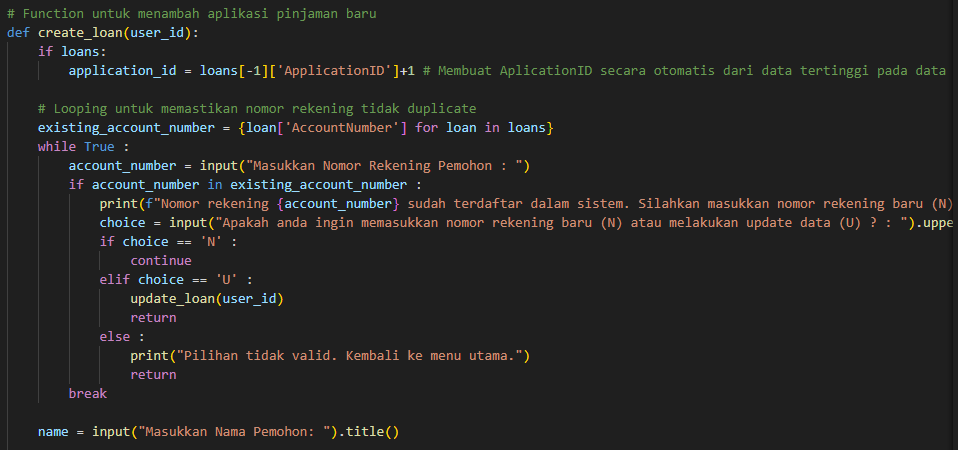 # Function untuk menambah aplikasi pinjaman baru
def create_loan(user_id):
    if loans:
        application_id = loans[-1]['ApplicationID']+1 # Membuat AplicationID secara otomatis dari data tertinggi pada data
    # Looping untuk memastikan nomor rekening tidak duplicate
    existing_account_number = {loan['AccountNumber'] for loan in loans}
    while True :
        account_number = input("Masukkan Nomor Rekening Pemohon : ")
        if account_number in existing_account_number :
            print(f"Nomor rekening {account_number} sudah terdaftar dalam sistem. Silahkan masukkan nomor rekening baru (N)
            choice = input("Apakah anda ingin memasukkan nomor rekening baru (N) atau melakukan update data (U) ? : ").uppe
            if choice == 'N' :
                continue
            elif choice == 'U' :
                update_loan(user_id)
                return
            else :
                print("Pilihan tidak valid. Kembali ke menu utama.")
                return
        break
    name = input("Masukkan Nama Pemohon: ").title()